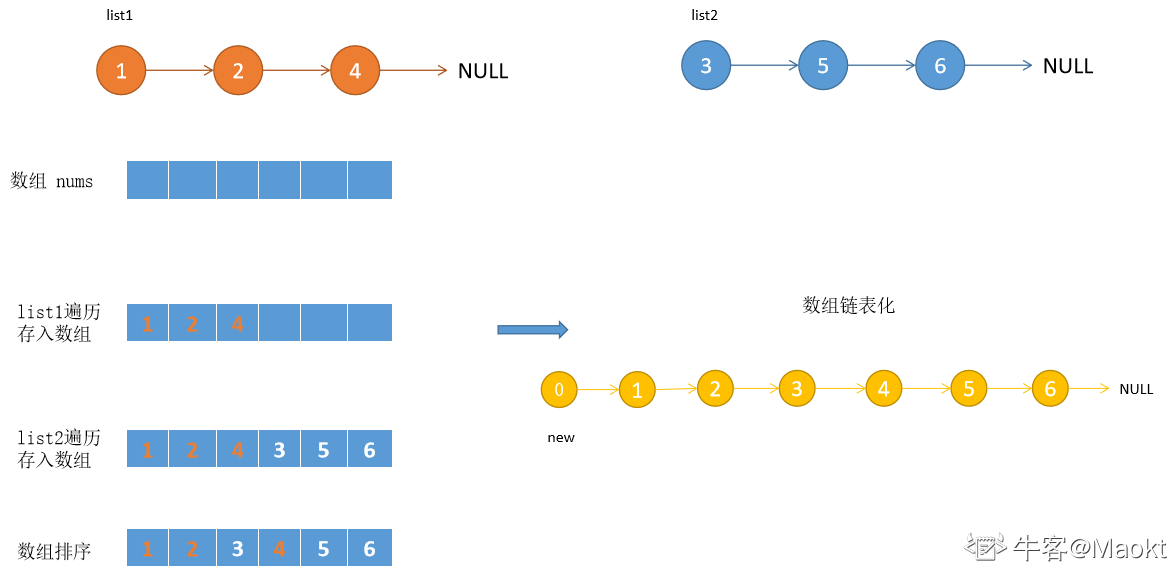 list1
list2
1 2 4 NULL
3 5 6 NULL
数组 nums
list1遍历
存入数组
1 2 4
数组链表化
0 1 2 3 4 5 6 NULL
new
list2遍历
存入数组
1 2 4 3 5 6
数组排序
1 2 3 4 5 6
牛客@Maokt